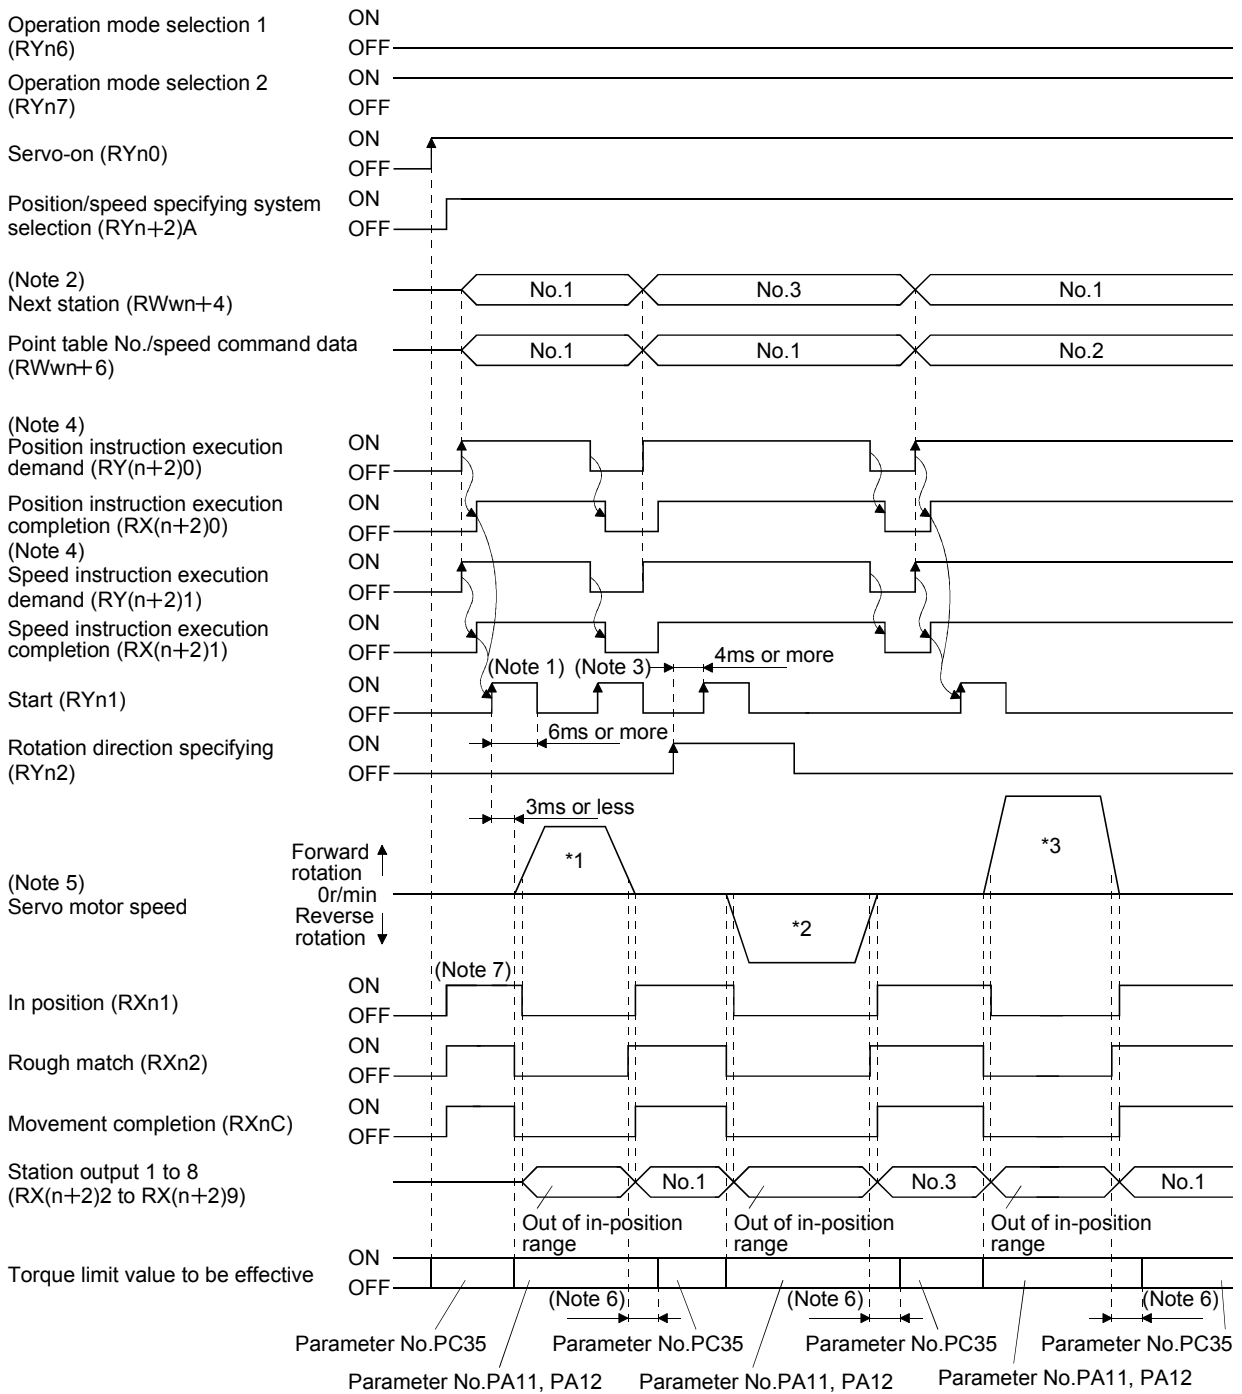 Operation mode selection 1
(RYn6)
ON
OFF
Operation mode selection 2
(RYn7)
ON
OFF
Servo-on (RYn0)
ON
OFF
Position/speed specifying system
selection (RYn+2)A
ON
OFF
(Note 2)
Next station (RWwn+4)
No.1
No.3
No.1
Point table No./speed command data
(RWwn+6)
No.1
No.1
No.2
(Note 4)
Position instruction execution
demand (RY(n+2)0)
ON
OFF
Position instruction execution
completion (RX(n+2)0)
ON
OFF
(Note 4)
Speed instruction execution
demand (RY(n+2)1)
ON
OFF
Speed instruction execution
completion (RX(n+2)1)
ON
OFF
(Note 1)
(Note 3)
4ms or more
Start (RYn1)
ON
OFF
6ms or more
Rotation direction specifying
(RYn2)
ON
OFF
3ms or less
(Note 5)
Servo motor speed
Forward
rotation
0r/min
Reverse
rotation
*1
*2
*3
(Note 7)
In position (RXn1)
ON
OFF
Rough match (RXn2)
ON
OFF
Movement completion (RXnC)
ON
OFF
Station output 1 to 8
(RX(n+2)2 to RX(n+2)9)
No.1
No.3
No.1
Out of in-position
range
Out of in-position
range
Out of in-position
range
Torque limit value to be effective
ON
OFF
(Note 6)
(Note 6)
(Note 6)
Parameter No.PC35
Parameter No.PC35
Parameter No.PC35
Parameter No.PC35
Parameter No.PA11, PA12
Parameter No.PA11, PA12
Parameter No.PA11, PA12